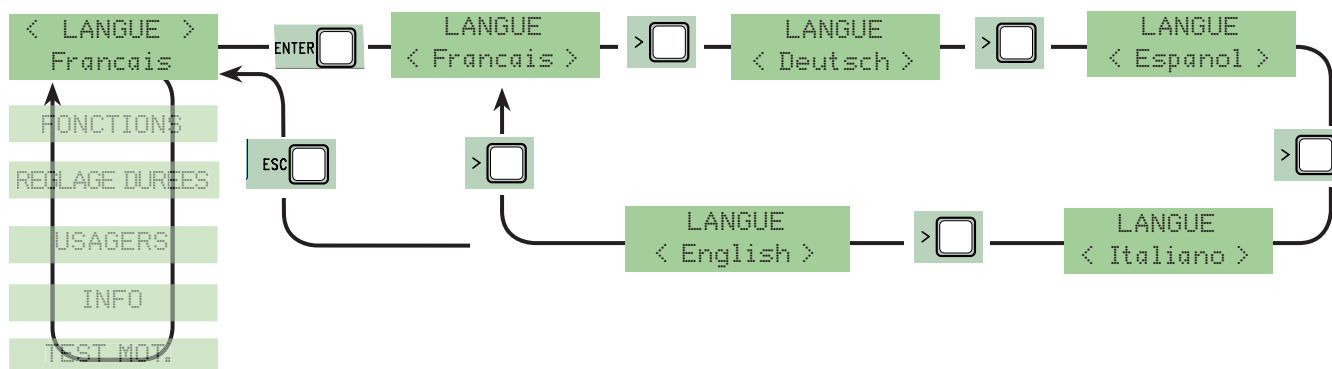 < LANGUE >
Francais
ENTER
LANGUE
< Francais >
>
LANGUE
< Deutsch >
>
LANGUE
< Espanol >
>
LANGUE
< Italiano >
>
LANGUE
< English >
>
ESC
FONCTIONS
REGLAGE DUREES
USAGERS
INFO
TEST MOT.